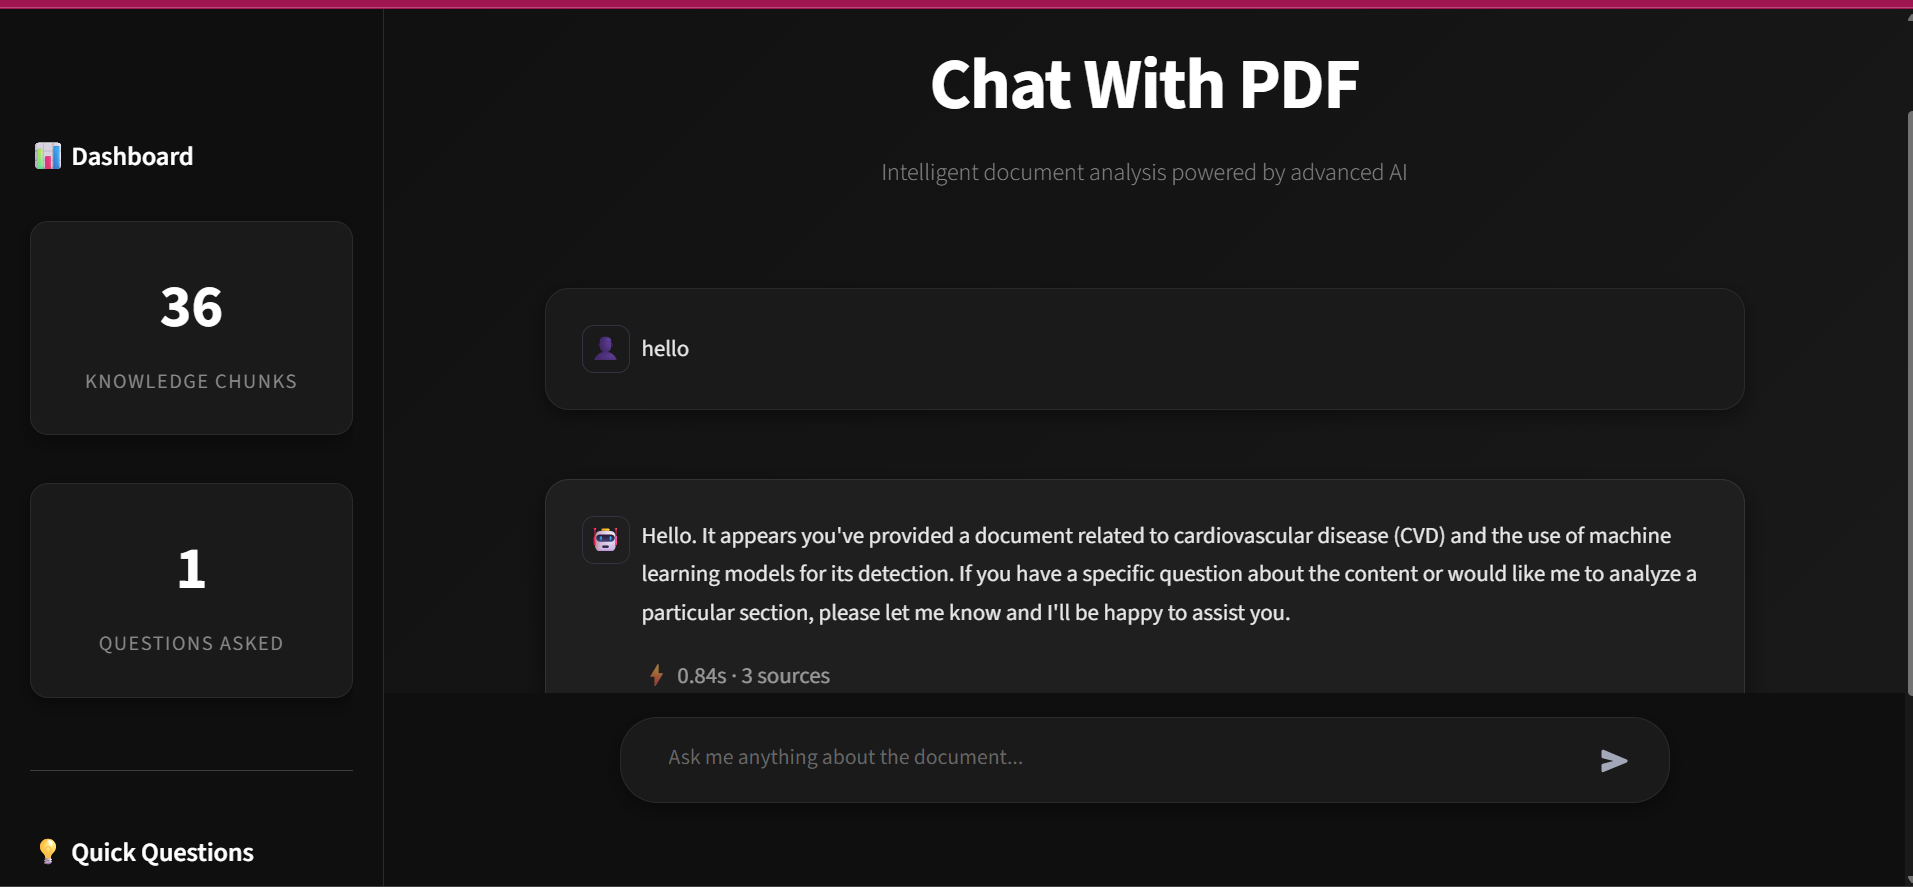 Dashboard
36
KNOWLEDGE CHUNKS
1
QUESTIONS ASKED
Quick Questions
Chat With PDF
Intelligent document analysis powered by advanced AI
hello
Hello. It appears you've provided a document related to cardiovascular disease (CVD) and the use of machine
learning models for its detection. If you have a specific question about the content or would like me to analyze a
particular section, please let me know and I'll be happy to assist you.
0.84s · 3 sources
Ask me anything about the document...